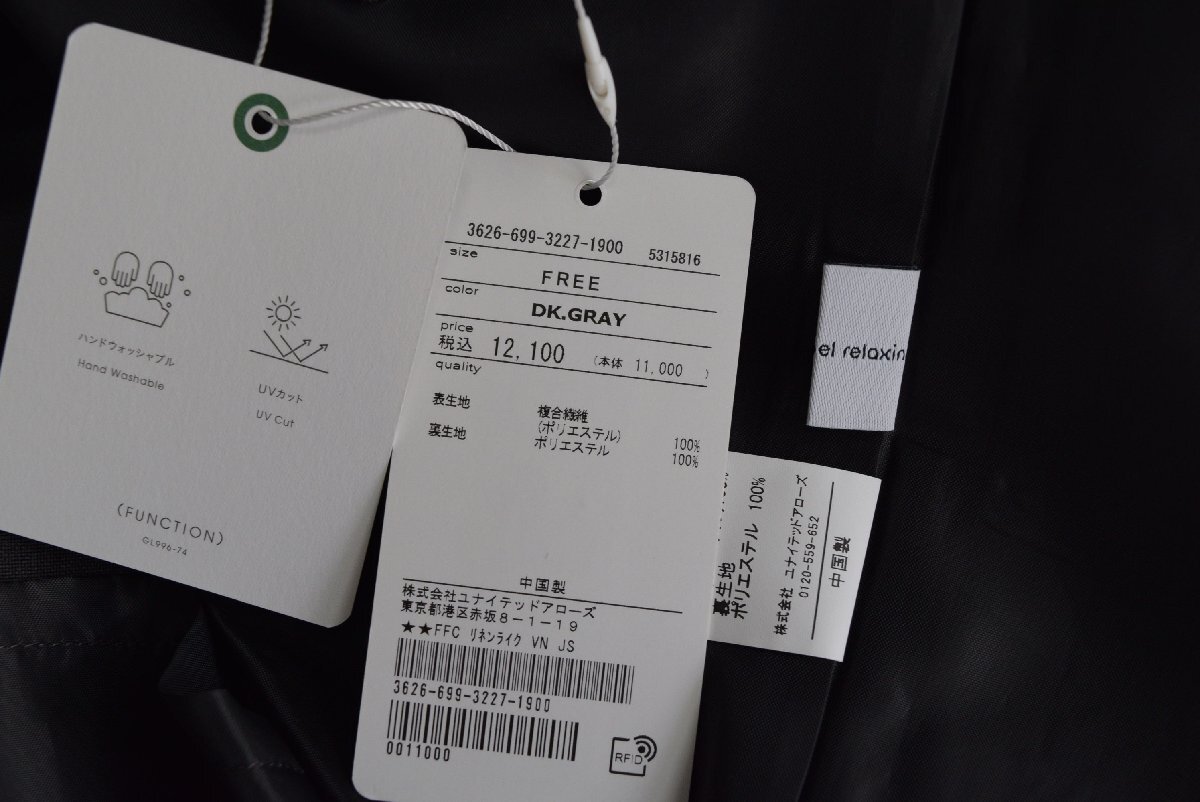 ハンドウォッシャブル
Hand Washable
UVカット
UV Cut
(FUNCTION)
GL996-74
3626-699-3227-1900 5315816
size
FREE
color
DK.GRAY
price
税込 12,100 (本体 11,000 )
quality
表生地 複合繊維
(ポリエステル) 100%
裏生地 ポリエステル 100%
中国製
株式会社ユナイテッドアローズ
東京都港区赤坂8-1-19
★★FFC リネンライク VN JS
3626-699-3227-1900
0011000
RFID
el relaxin
裏生地
ポリエステル 100%
株式会社 ユナイテッドアローズ
0120-559-652
中国製